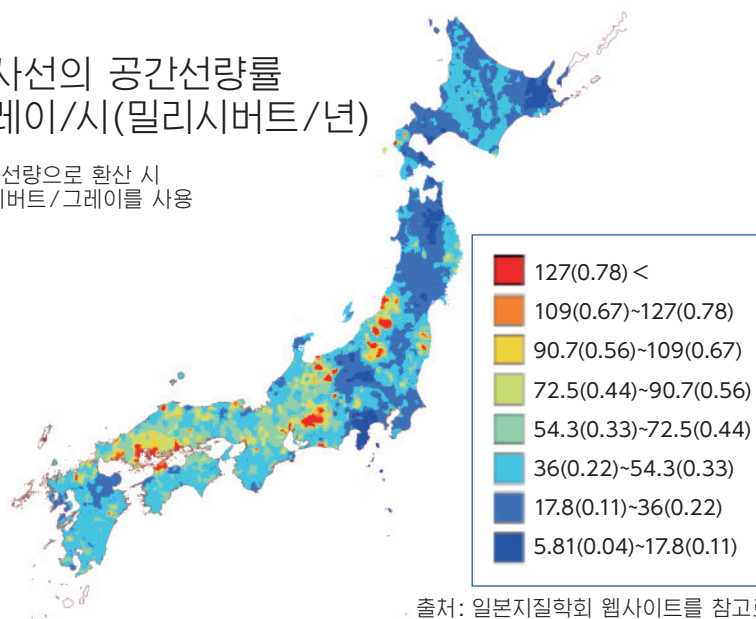 사선의 공간선량률
레이/시(밀리시버트/년)
선량으로 환산 시
버트/그레이를 사용
127(0.78) <
109(0.67)~127(0.78)
90.7(0.56)~109(0.67)
72.5(0.44)~90.7(0.56)
54.3(0.33)~72.5(0.44)
36(0.22)~54.3(0.33)
17.8(0.11)~36(0.22)
5.81(0.04)~17.8(0.11)
출처: 일본지질학회 웹사이트를